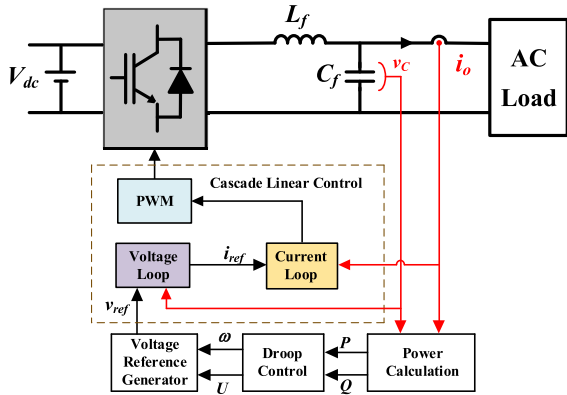 V_dc
L_f
C_f
v_C
i_o
AC
Load
Cascade Linear Control
PWM
Voltage
Loop
i_ref
Current
Loop
v_ref
Voltage
Reference
Generator
ω
U
Droop
Control
P
Q
Power
Calculation